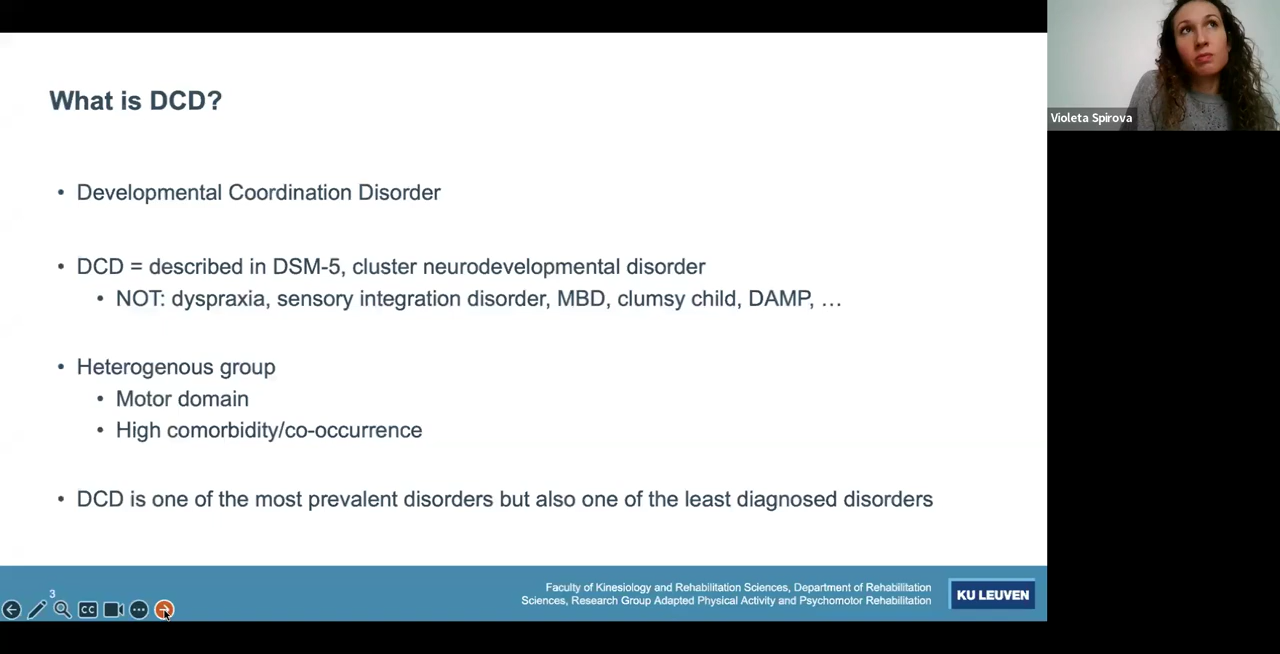 What is DCD?
Violeta Spirova
• Developmental Coordination Disorder
• DCD = described in DSM-5, cluster neurodevelopmental disorder
• NOT: dyspraxia, sensory integration disorder, MBD, clumsy child, DAMP, …
• Heterogenous group
• Motor domain
• High comorbidity/co-occurrence
• DCD is one of the most prevalent disorders but also one of the least diagnosed disorders
Faculty of Kinesiology and Rehabilitation Sciences, Department of Rehabilitation
Sciences, Research Group Adapted Physical Activity and Psychomotor Rehabilitation
KU LEUVEN
3
CC